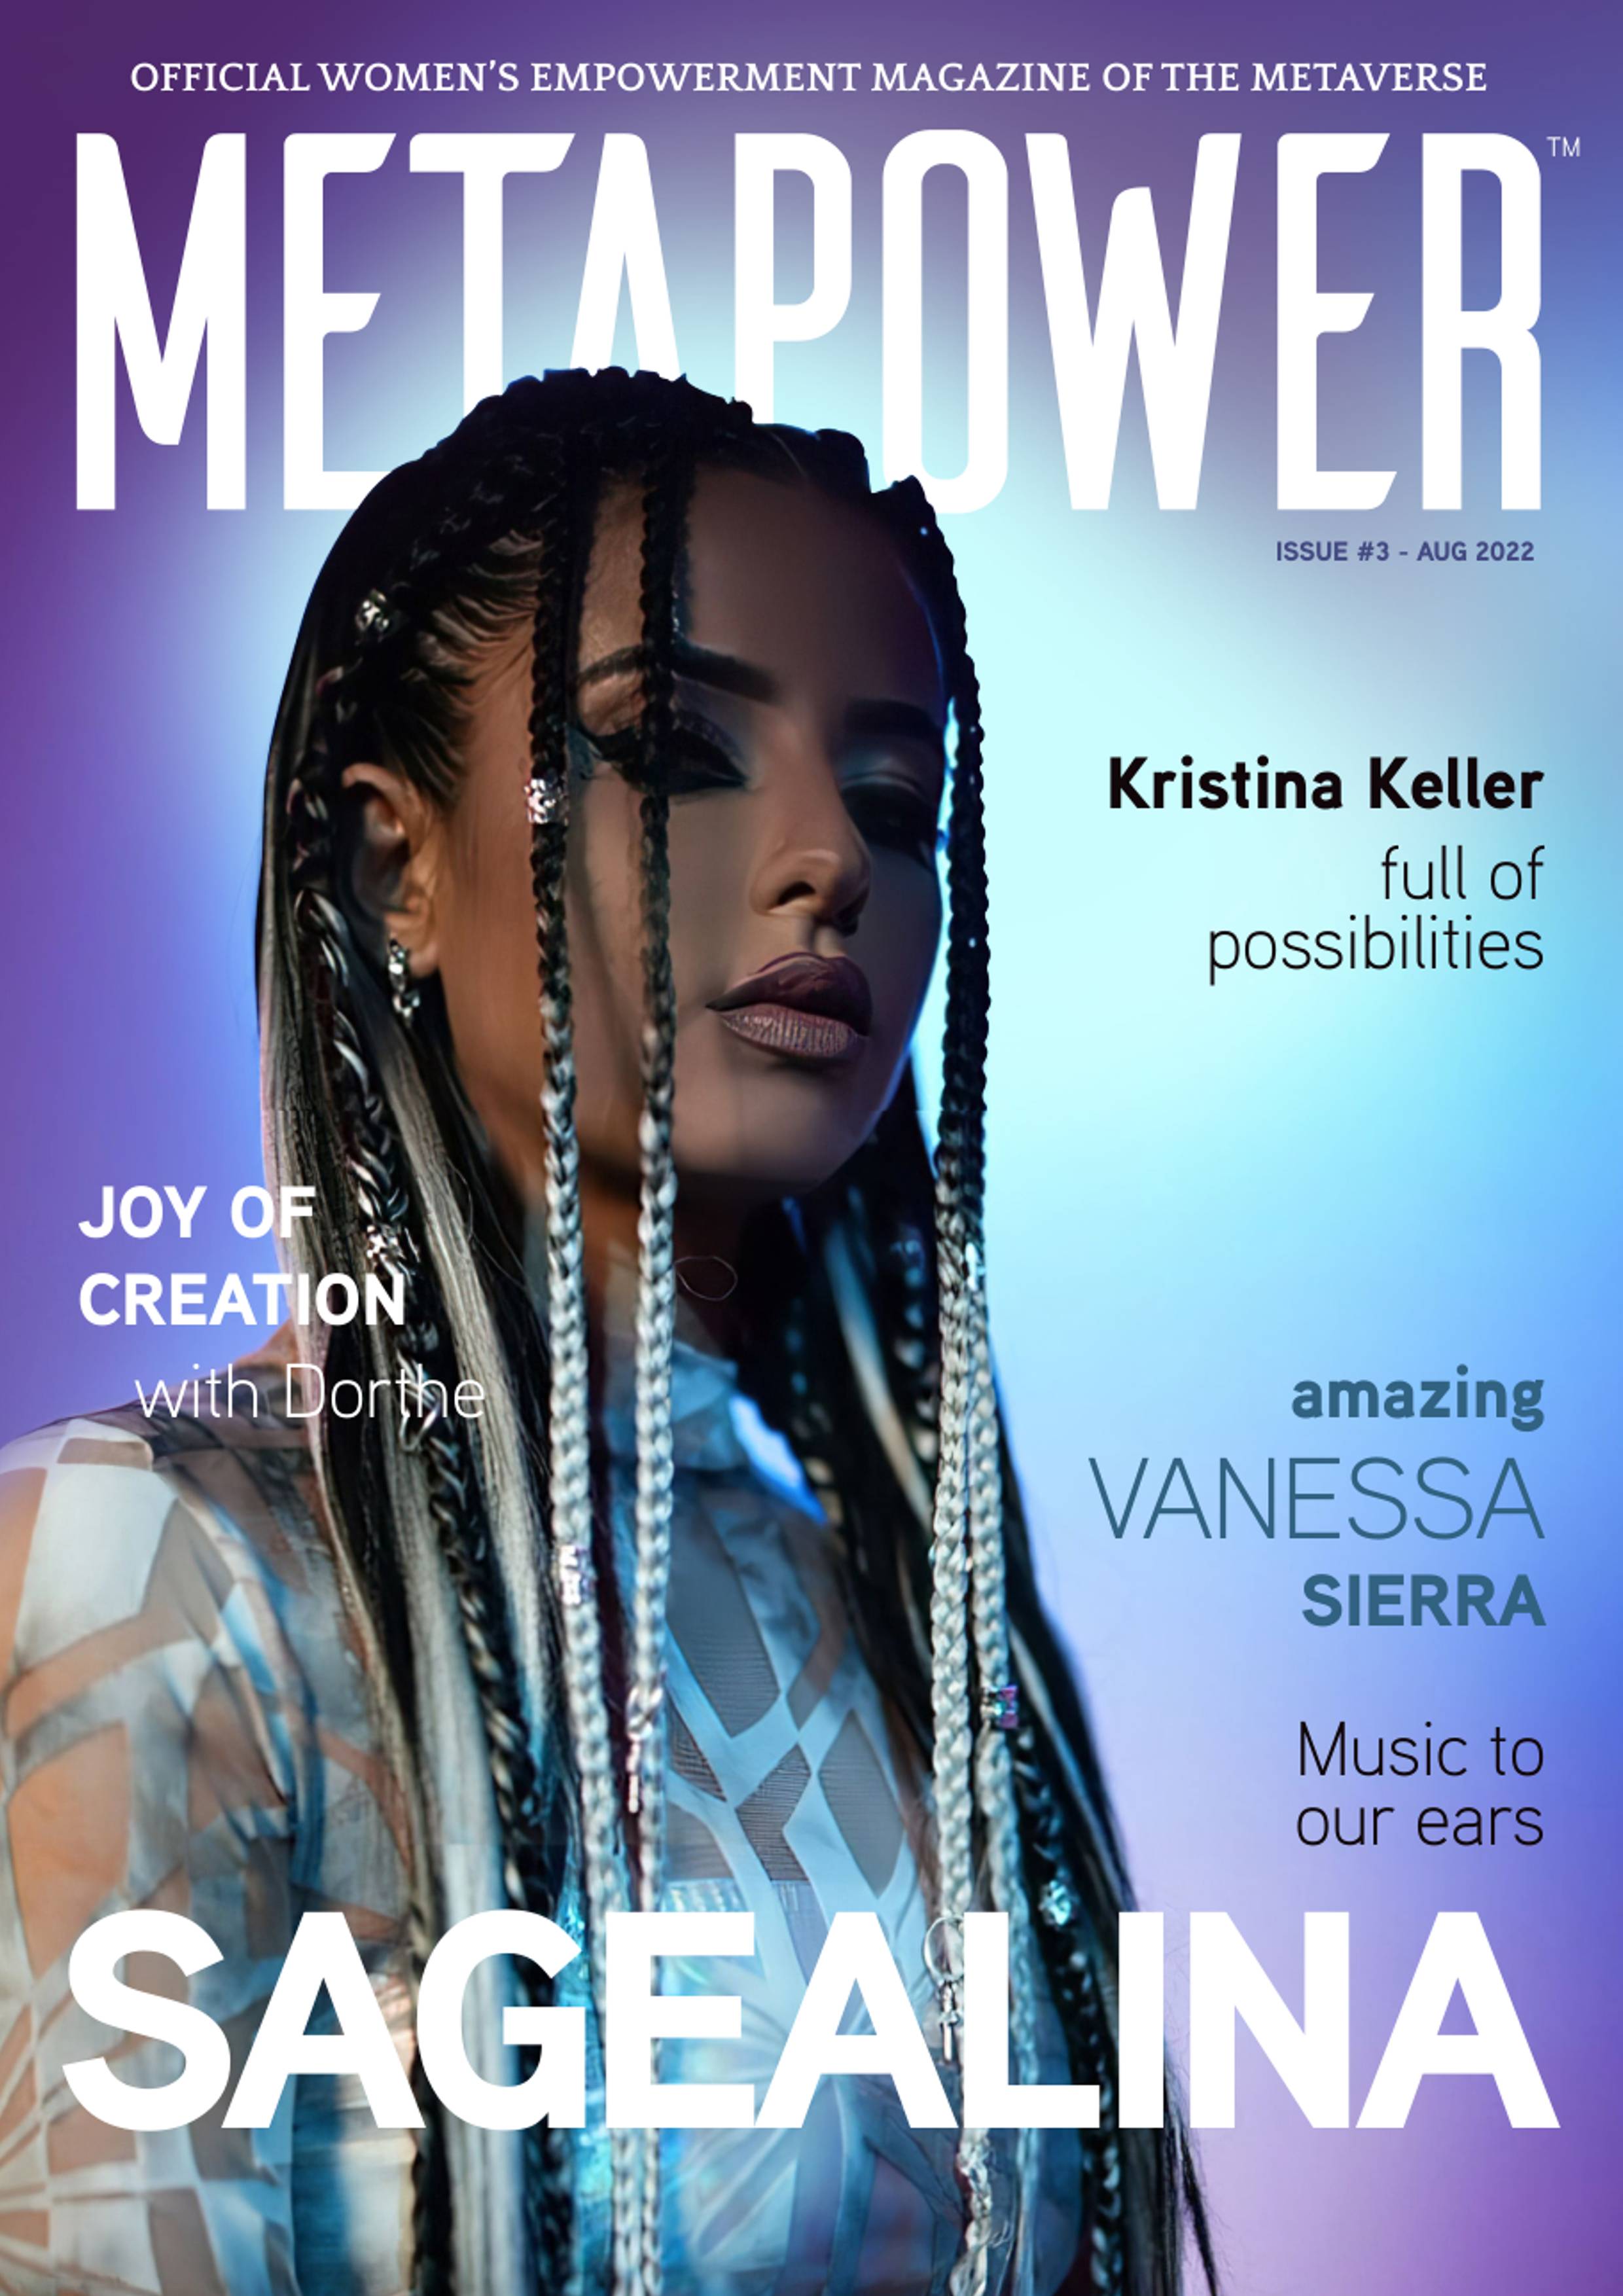 OFFICIAL WOMEN'S EMPOWERMENT MAGAZINE OF THE METAVERSE
METAPOWER™
ISSUE #3 - AUG 2022
Kristina Keller
full of
possibilities
JOY OF
CREATION
with Dorthe
amazing
VANESSA
SIERRA
Music to
our ears
SAGEALINA